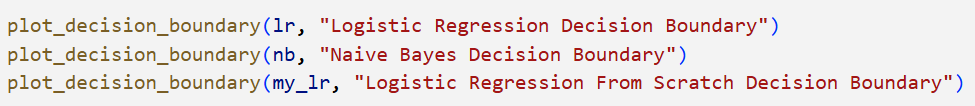 plot_decision_boundary(lr, "Logistic Regression Decision Boundary")
plot_decision_boundary(nb, "Naive Bayes Decision Boundary")
plot_decision_boundary(my_lr, "Logistic Regression From Scratch Decision Boundary")